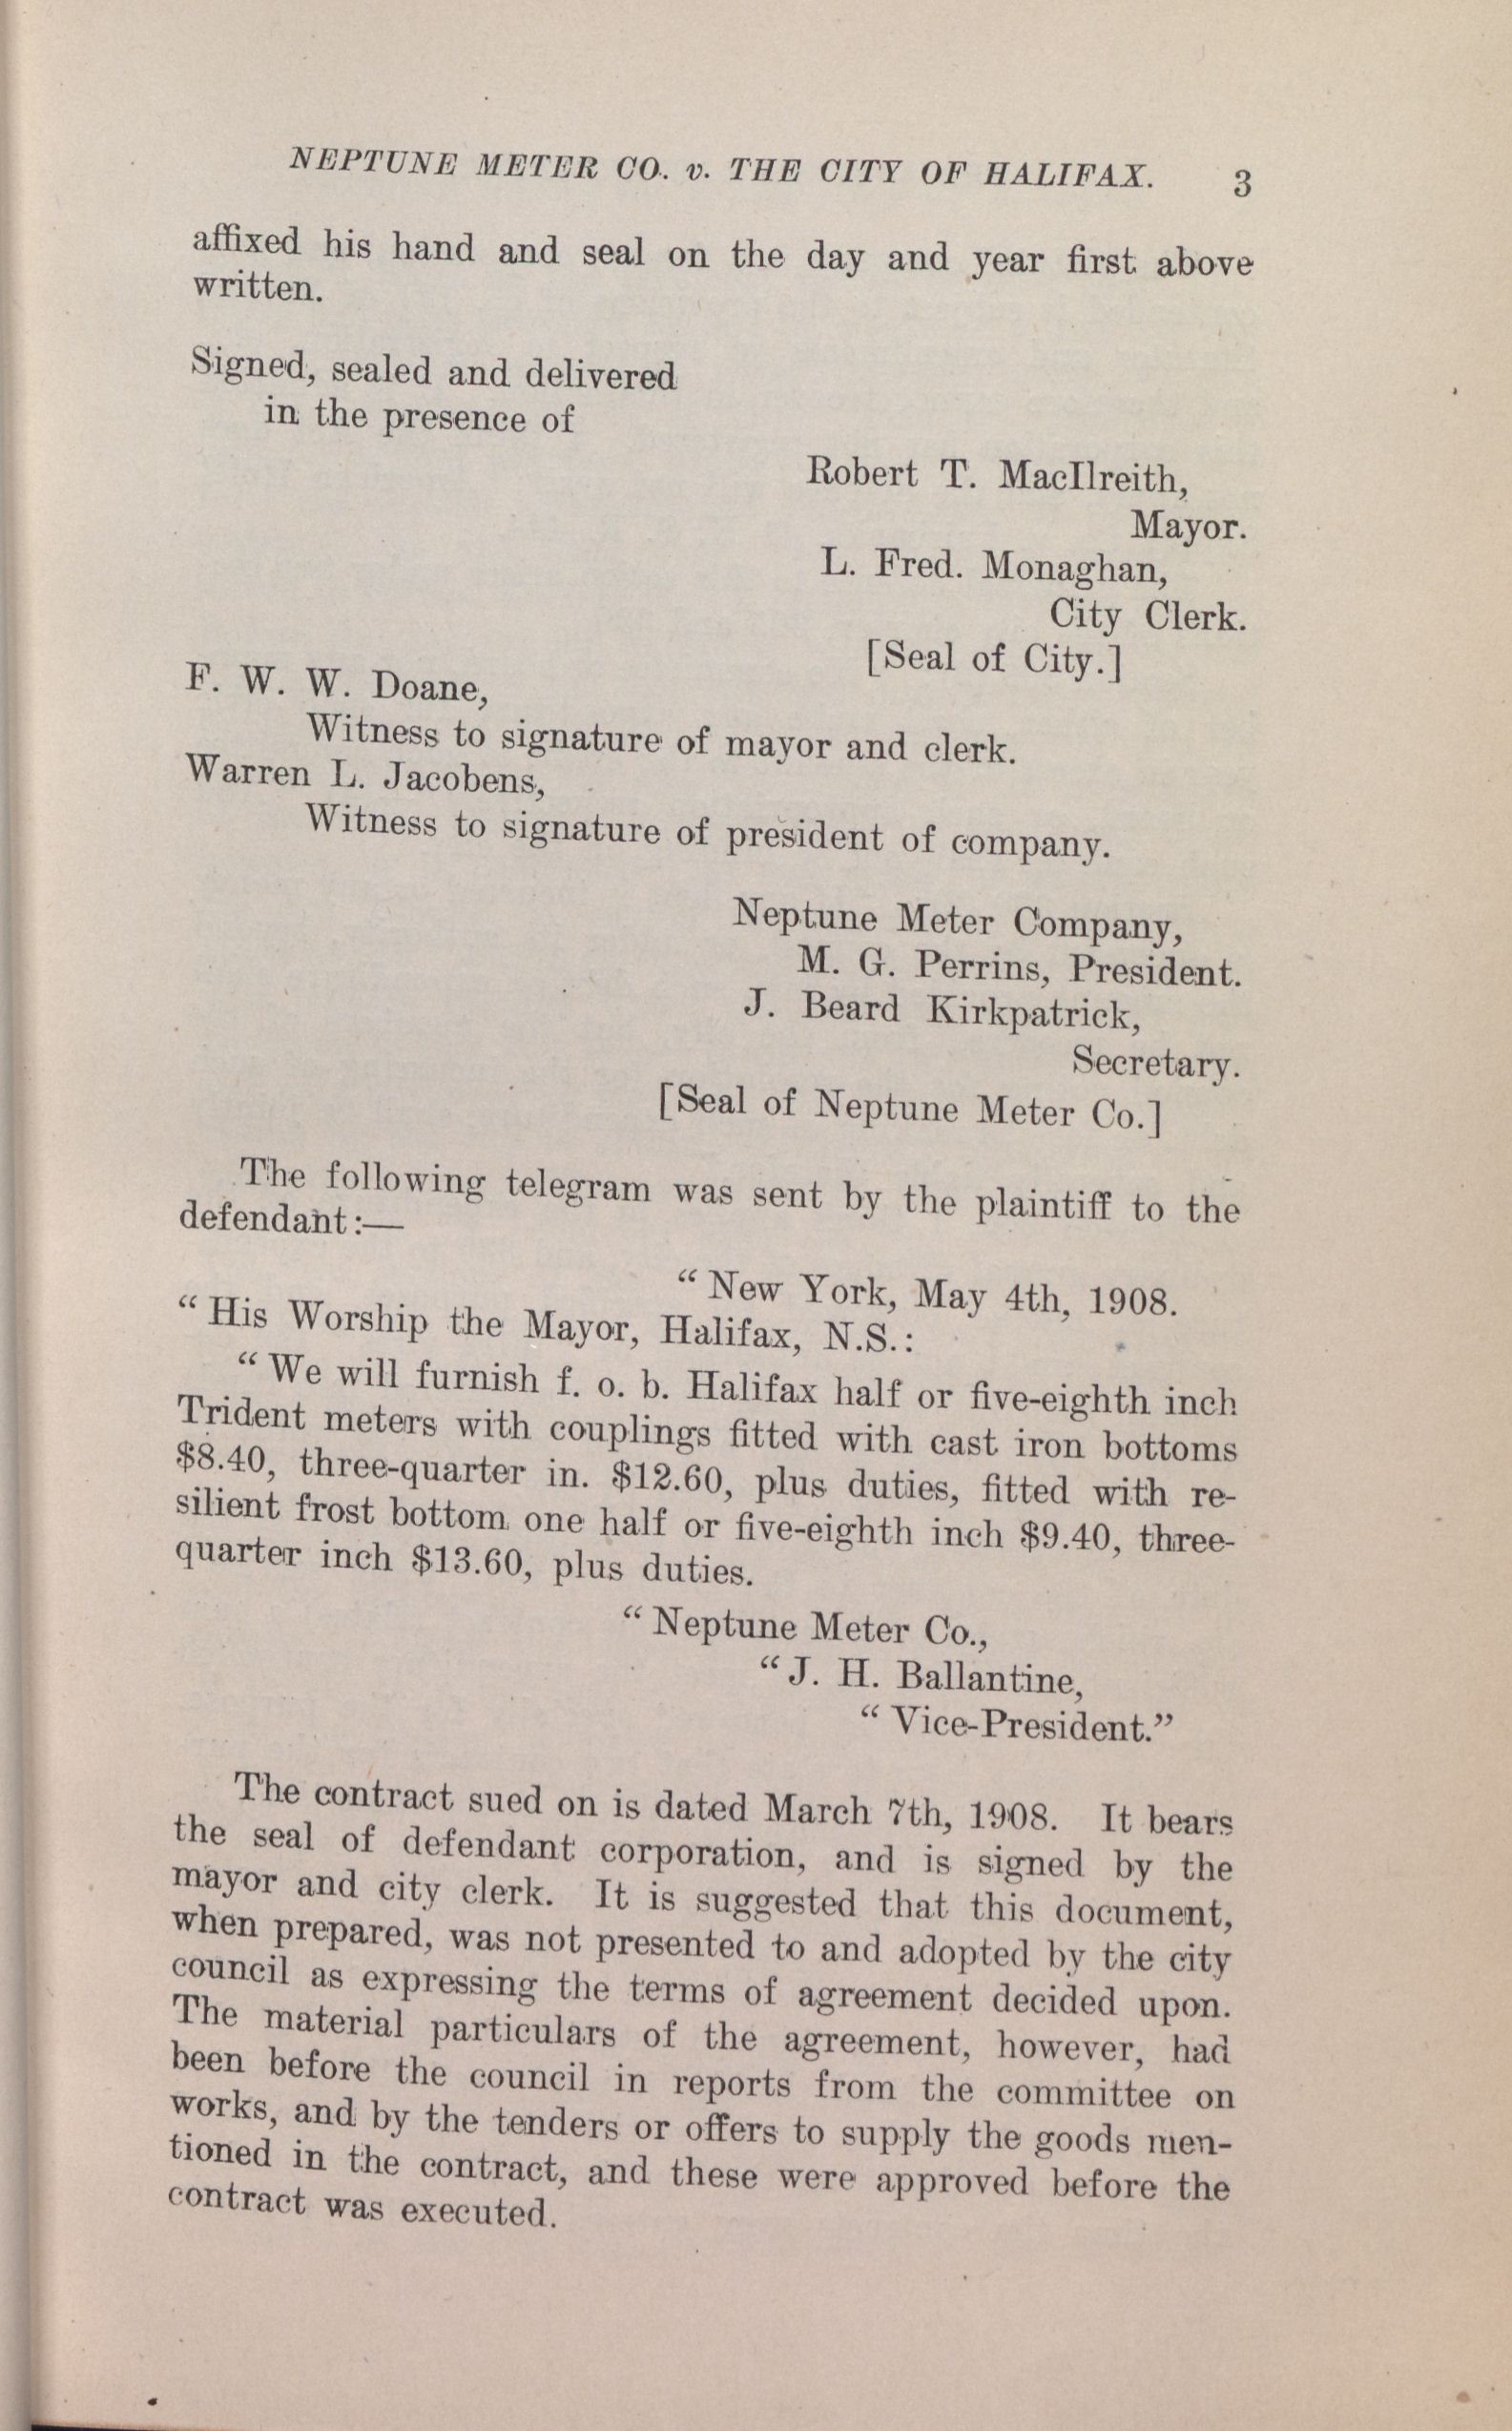 NEPTUNE METER CO. v. THE CITY OF HALIFAX. 3
affixed his hand and seal on the day and year first above
written.
Signed, sealed and delivered
in the presence of
Robert T. MacIlreith,
Mayor.
L. Fred. Monaghan,
City Clerk.
[Seal of City.]
F. W. W. Doane,
Witness to signature of mayor and clerk.
Warren L. Jacobens,
Witness to signature of president of company.
Neptune Meter Company,
M. G. Perrins, President.
J. Beard Kirkpatrick,
Secretary.
[Seal of Neptune Meter Co.]
The following telegram was sent by the plaintiff to the
defendant:—
“ New York, May 4th, 1908.
“ His Worship the Mayor, Halifax, N.S.:
“ We will furnish f. o. b. Halifax half or five-eighth inch
Trident meters with couplings fitted with cast iron bottoms
$8.40, three-quarter in. $12.60, plus duties, fitted with re-
silient frost bottom one half or five-eighth inch $9.40, three-
quarter inch $13.60, plus duties.
“ Neptune Meter Co.,
“ J. H. Ballantine,
“ Vice-President.”
The contract sued on is dated March 7th, 1908. It bears
the seal of defendant corporation, and is signed by the
mayor and city clerk. It is suggested that this document,
when prepared, was not presented to and adopted by the city
council as expressing the terms of agreement decided upon.
The material particulars of the agreement, however, had
been before the council in reports from the committee on
works, and by the tenders or offers to supply the goods men-
tioned in the contract, and these were approved before the
contract was executed.